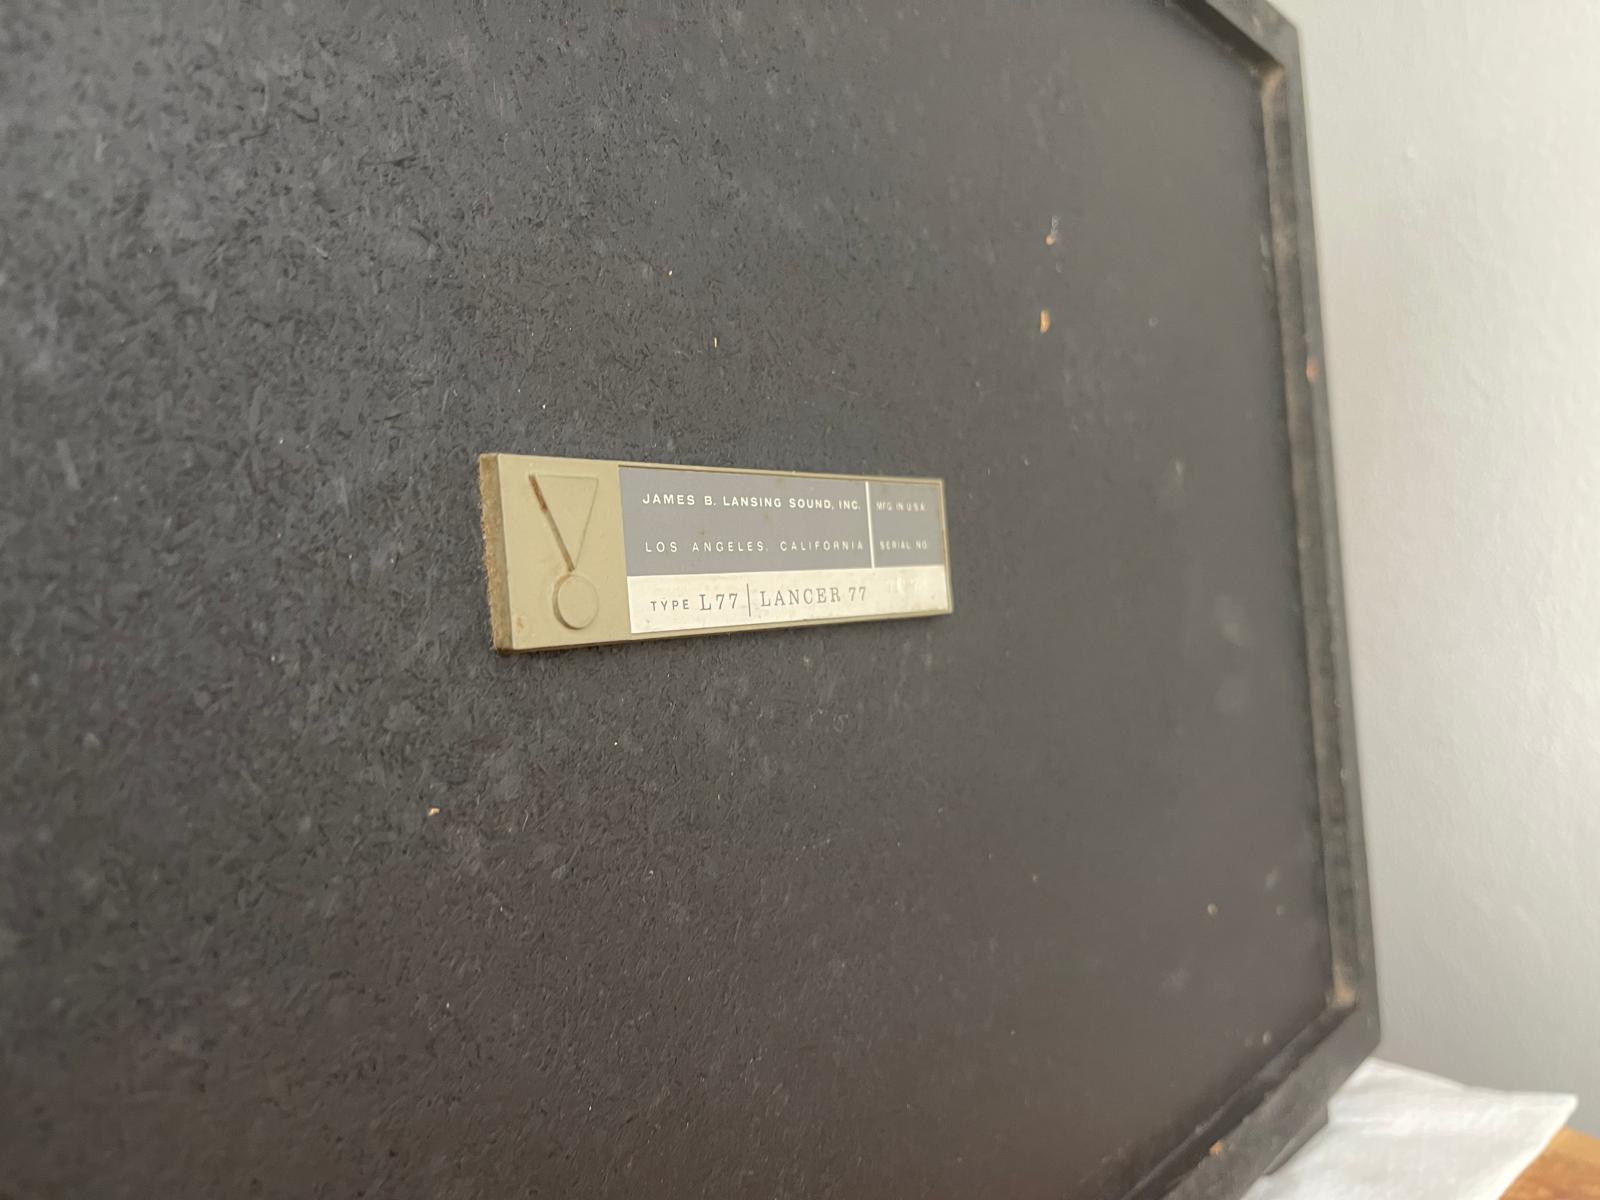 JAMES B. LANSING SOUND, INC.
MFG IN U S A
LOS ANGELES, CALIFORNIA
SERIAL NO.
TYPE L77 | LANCER 77